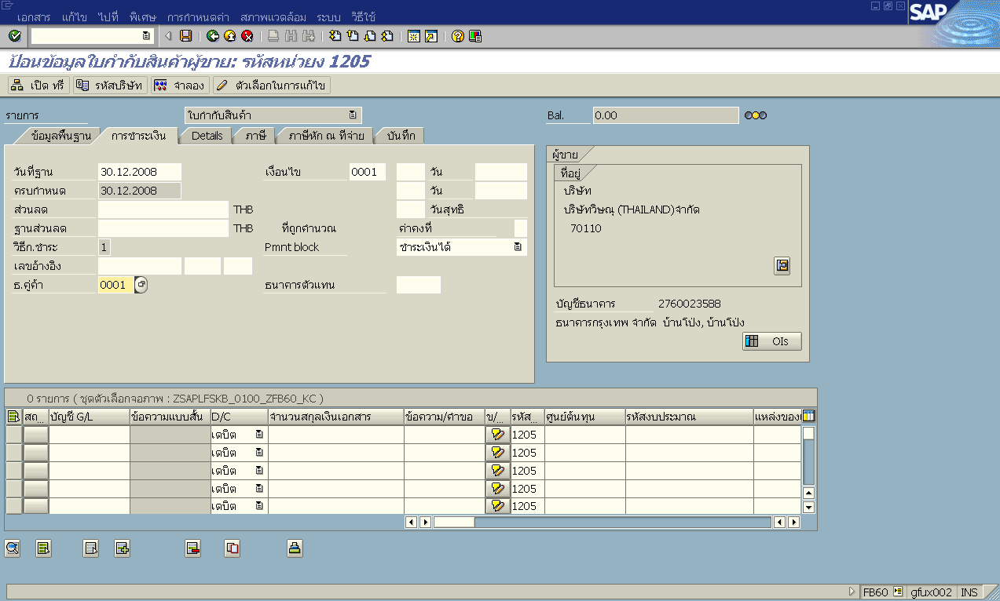 เอกสาร แก้ไข ไปที่ พิเศษ การกำหนดค่า สภาพแวดล้อม ระบบ วิธีใช้
SAP
ป้อนข้อมูลใบกำกับสินค้าผู้ขาย: รหัสหน่วยง 1205
เปิด ทรี รหัสบริษัท จำลอง ตัวเลือกในการแก้ไข
รายการ ใบกำกับสินค้า Bal. 0.00
ข้อมูลพื้นฐาน การชำระเงิน Details ภาษี ภาษีหัก ณ ที่จ่าย บันทึก
วันที่ฐาน 30.12.2008 เงื่อนไข 0001 วัน
ครบกำหนด 30.12.2008 วัน
ส่วนลด THB วันสุทธิ
ฐานส่วนลด THB ที่ถูกคำนวณ ค่าคงที่
วิธีก.ชำระ 1 Pmnt block ชำระเงินได้
เลขอ้างอิง
ธ.คู่ค้า 0001 ธนาคารตัวแทน
ผู้ขาย
ที่อยู่
บริษัท
บริษัทวิษณุ (THAILAND)จำกัด
70110
บัญชีธนาคาร 2760023588
ธนาคารกรุงเทพ จำกัด บ้านโป่ง, บ้านโป่ง
OIs
0 รายการ ( ชุดตัวเลือกจอภาพ : ZSAPLFSKB_0100_ZFB60_KC )
สถ... บัญชี G/L ข้อความแบบสั้น D/C จำนวนสกุลเงินเอกสาร ข้อความ/คำขอ ข/... รหัส... ศูนย์ต้นทุน รหัสงบประมาณ แหล่งของ
เดบิต 1205
เดบิต 1205
เดบิต 1205
เดบิต 1205
เดบิต 1205
FB60 gfux002 INS